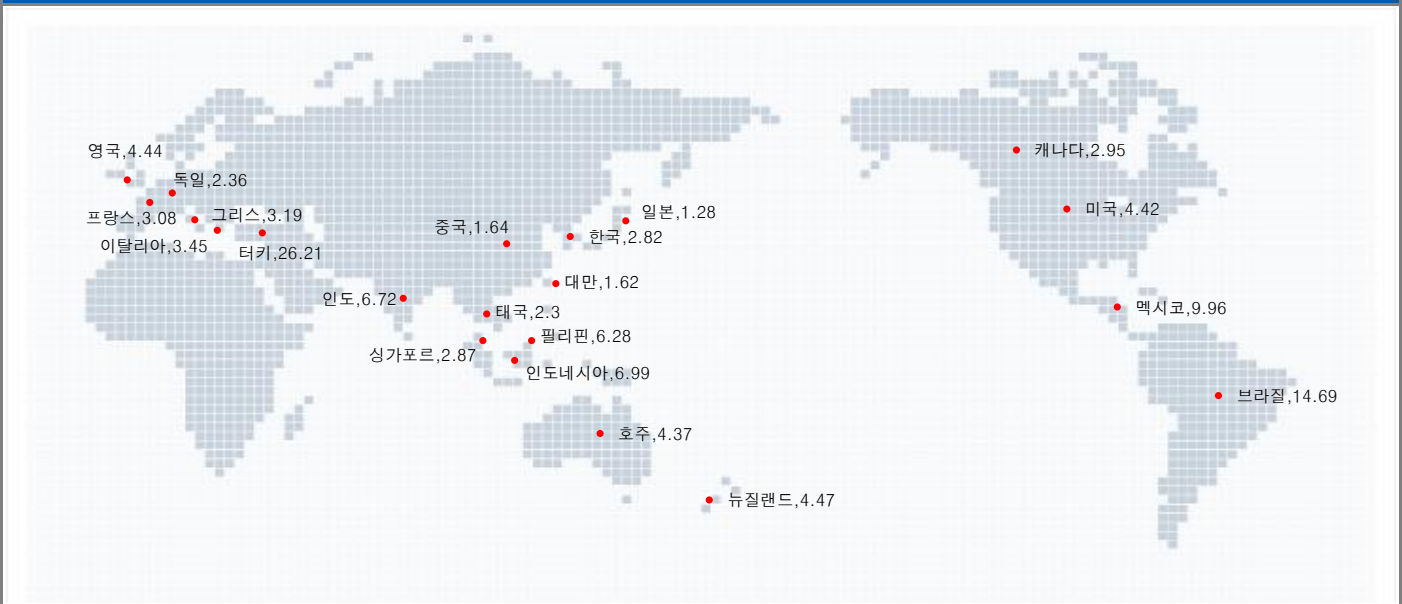 영국,4.44
캐나다,2.95
독일,2.36
프랑스,3.08
그리스,3.19
일본,1.28
미국,4.42
중국,1.64
한국,2.82
이탈리아,3.45
터키,26.21
대만,1.62
인도,6.72
태국,2.3
멕시코,9.96
필리핀,6.28
싱가포르,2.87
인도네시아,6.99
브라질,14.69
호주,4.37
뉴질랜드,4.47